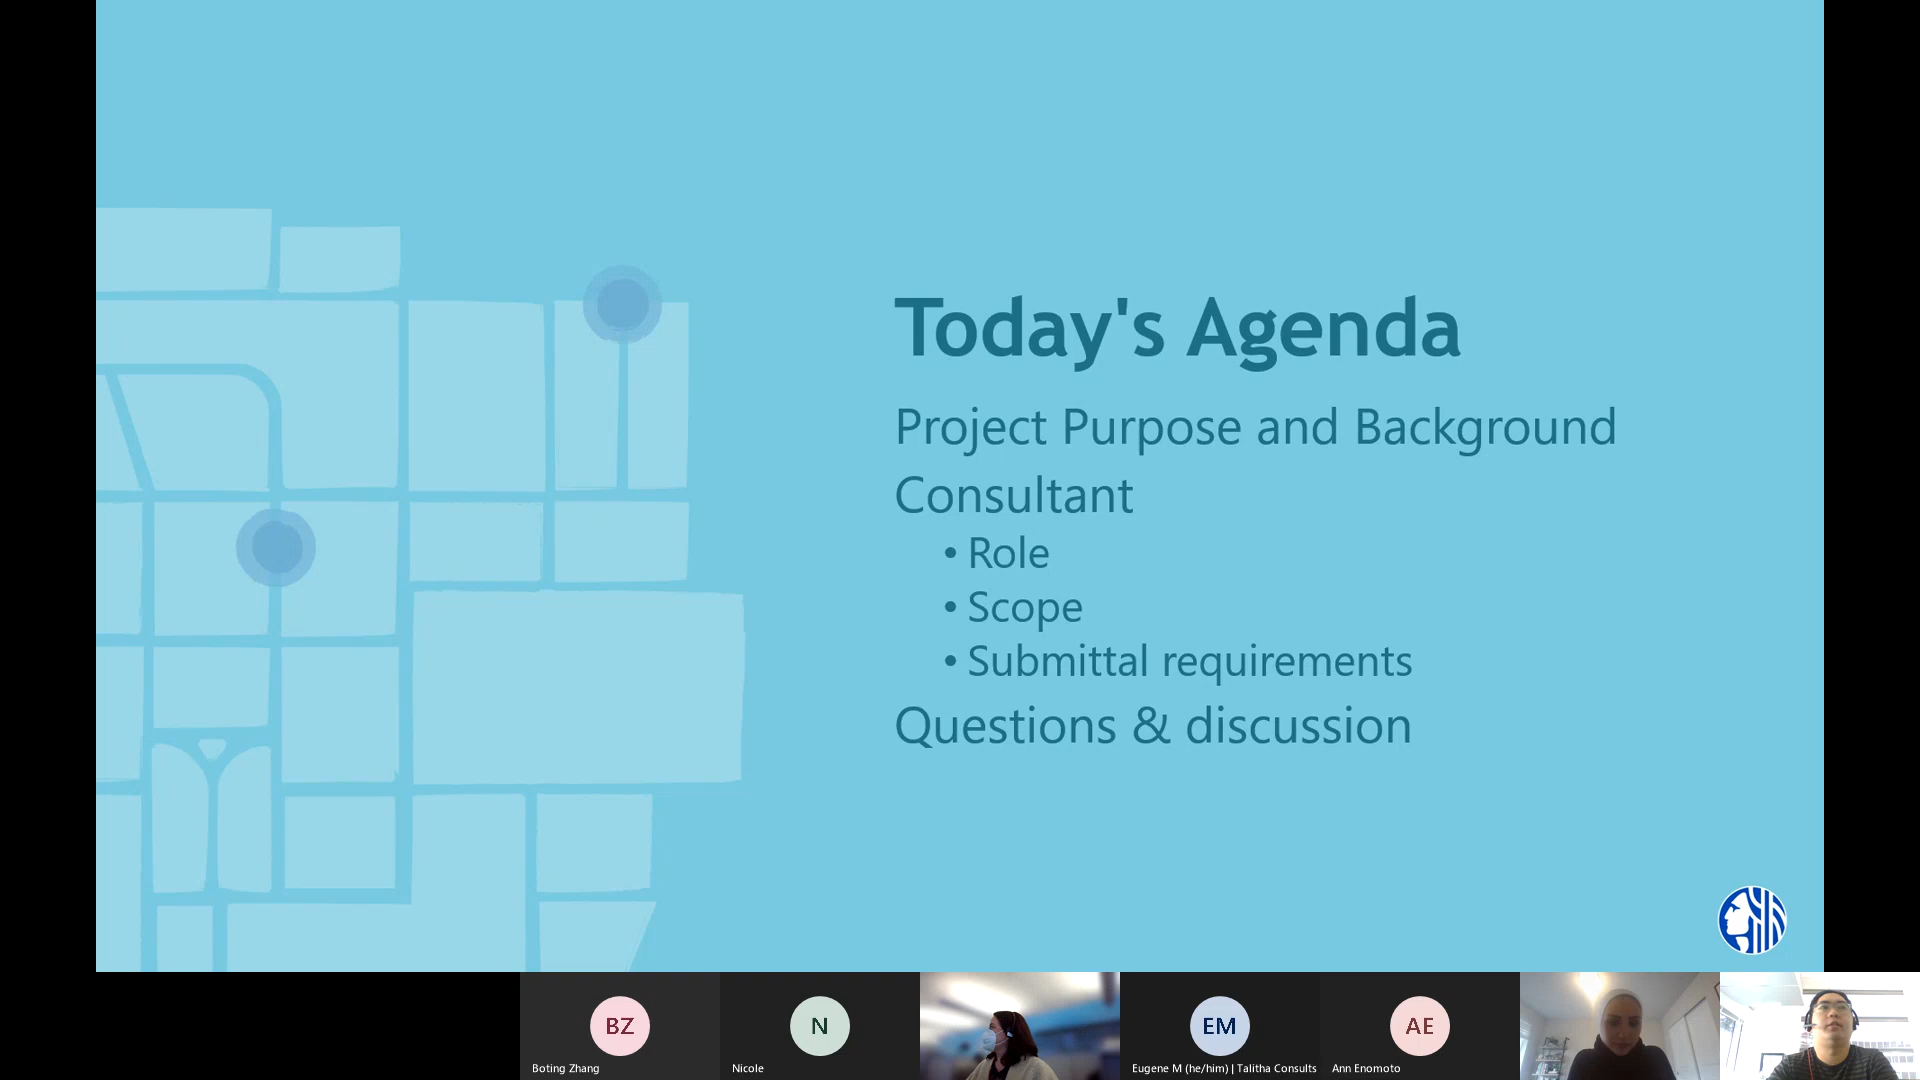 Today's Agenda
Project Purpose and Background
Consultant
• Role
• Scope
• Submittal requirements
Questions & discussion
BZ
N
EM
AE
Boting Zhang
Nicole
Eugene M (he/him) | Talitha Consults
Ann Enomoto